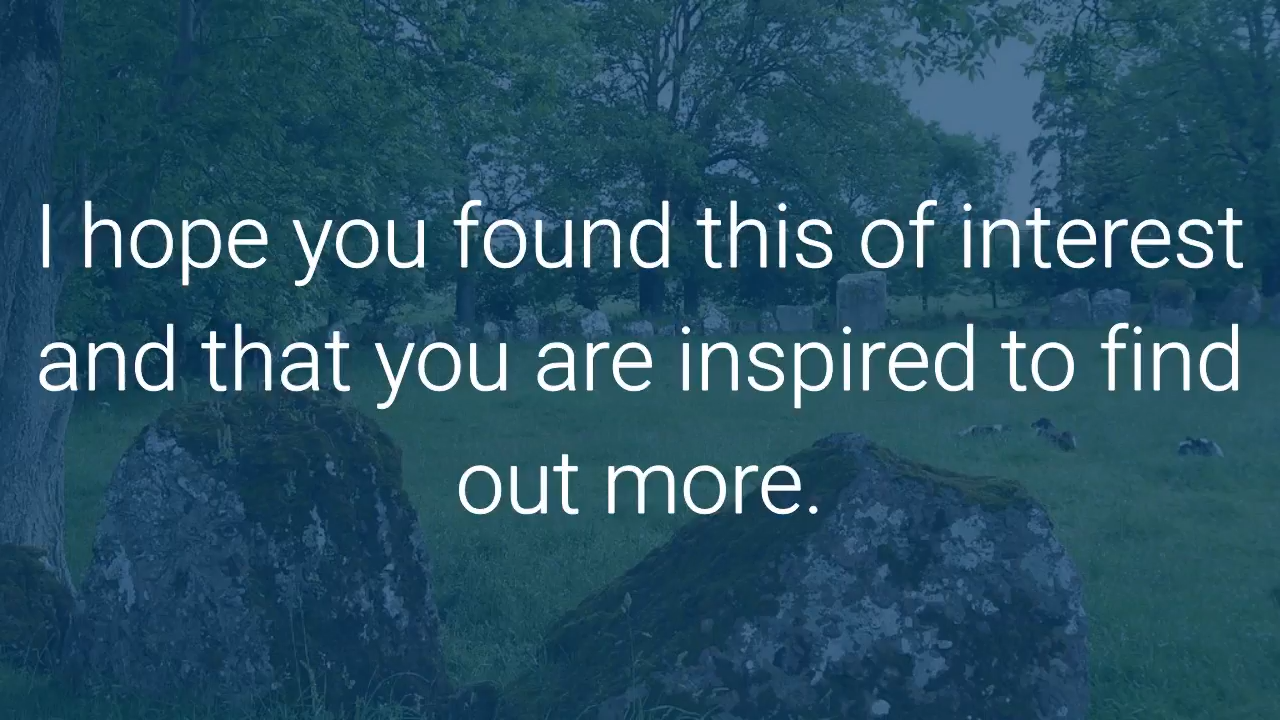 I hope you found this of interest
and that you are inspired to find
out more.